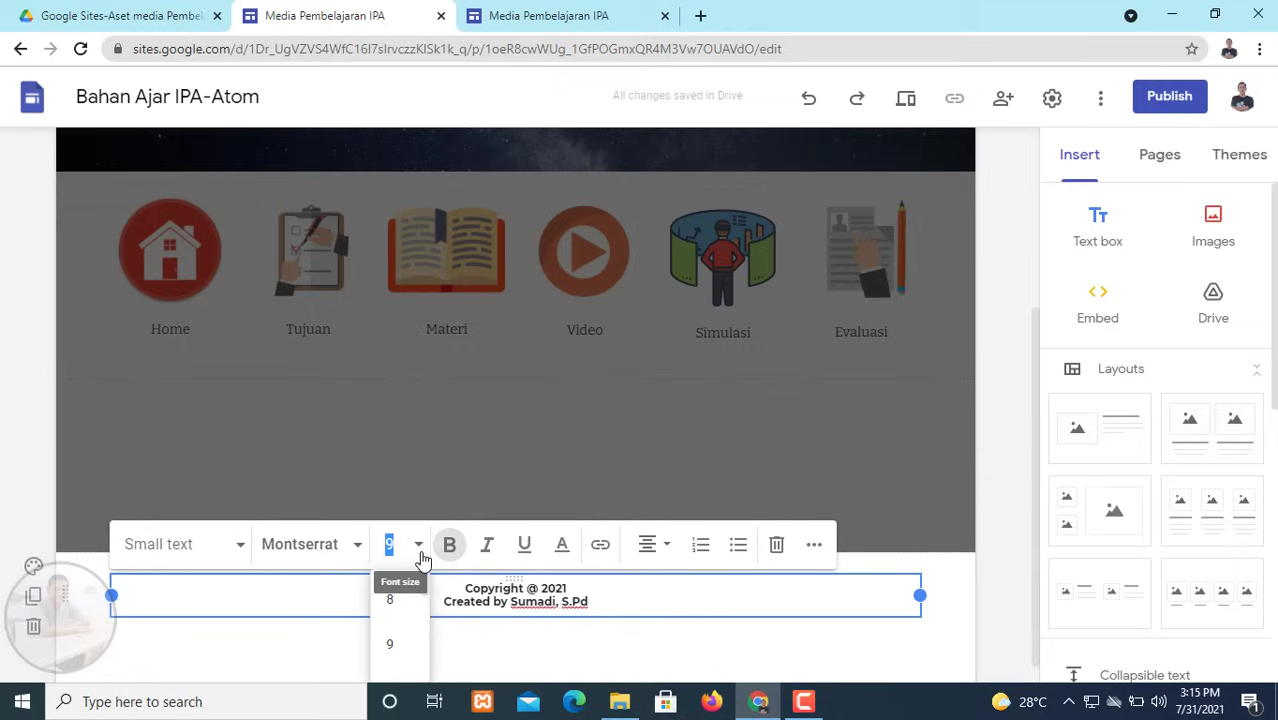 Google Sites-Aset media Pembel
Media Pembelajaran IPA
Media Pembelajaran IPA
sites.google.com/d/1Dr_UgVZVS4WfC16I7sIrvczzKlSk1k_q/p/1oeR8cwWUg_1GfPOGmxQR4M3Vw7OUAVdO/edit
Bahan Ajar IPA-Atom
All changes saved in Drive
Publish
Insert
Pages
Themes
Text box
Images
Embed
Drive
Layouts
Collapsible text
Home
Tujuan
Materi
Video
Simulasi
Evaluasi
Small text
Montserrat
9
B
I
U
A
Font size
8
9
Copyright @ 2021
Created by Sumadi, S.Pd
Type here to search
28°C
3:15 PM
7/31/2021
1